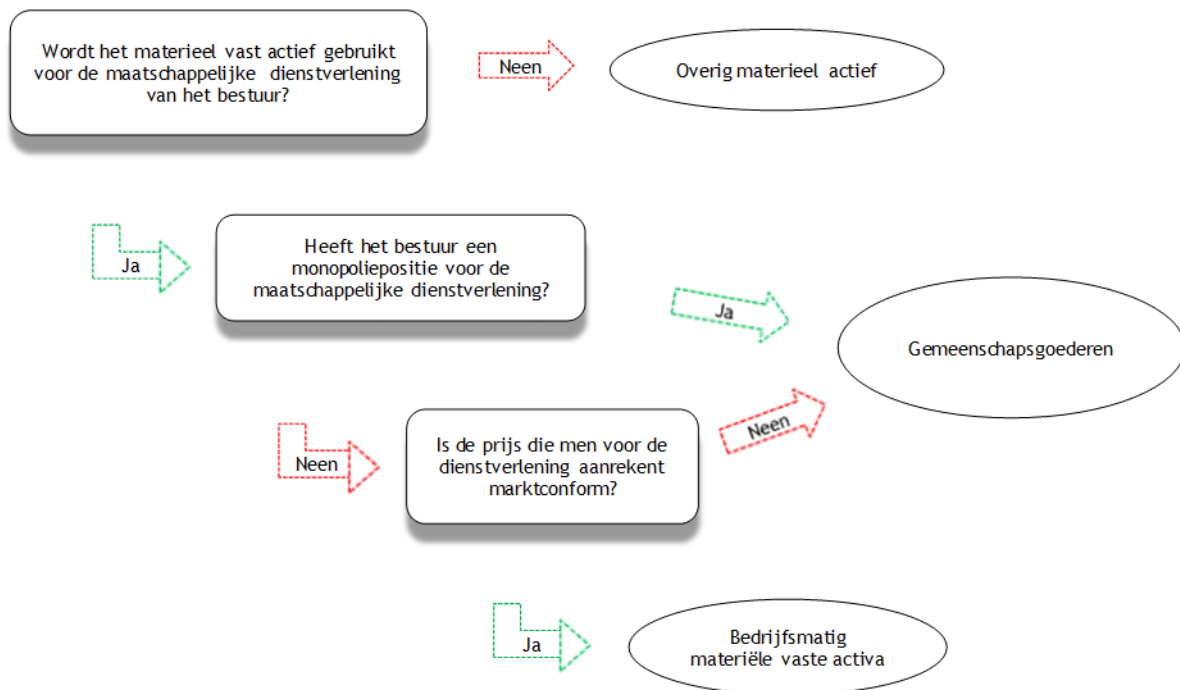 Wordt het materieel vast actief gebruikt
voor de maatschappelijke dienstverlening
van het bestuur?
Neen
Overig materieel actief
Ja
Heeft het bestuur een
monopoliepositie voor de
maatschappelijke dienstverlening?
Ja
Gemeenschapsgoederen
Neen
Is de prijs die men voor de
dienstverlening aanrekent
marktconform?
Neen
Ja
Bedrijfsmatig
materiële vaste activa